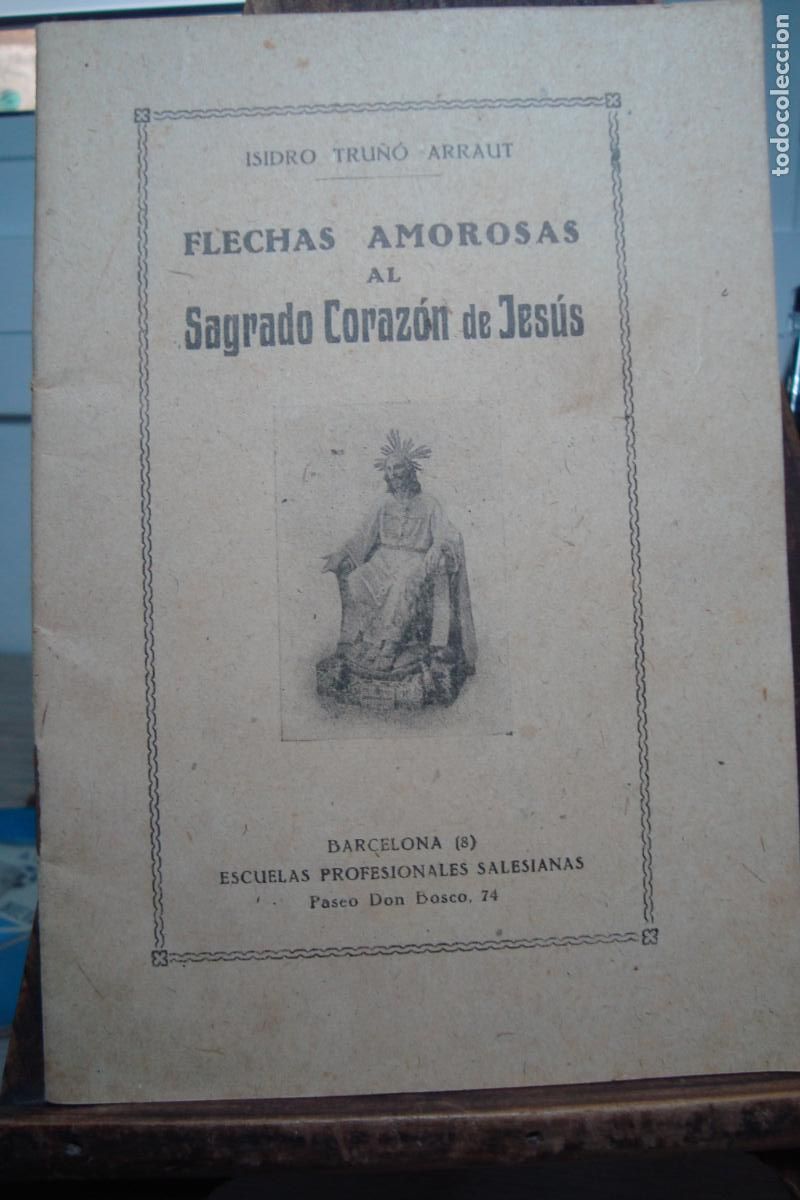 ISIDRO TRUÑÓ ARRAUT
FLECHAS AMOROSAS
AL
Sagrado Corazón de Jesús
BARCELONA (8)
ESCUELAS PROFESIONALES SALESIANAS
Paseo Don Bosco, 74
todocoleccion